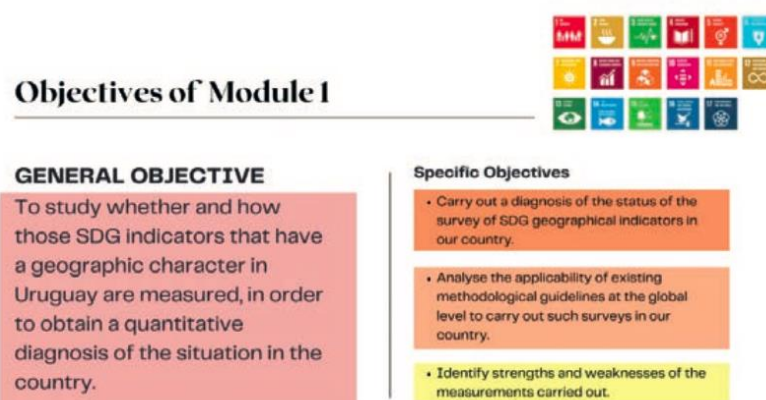 Objectives of Module 1
GENERAL OBJECTIVE
To study whether and how
those SDG indicators that have
a geographic character in
Uruguay are measured, in order
to obtain a quantitative
diagnosis of the situation in the
country.
Specific Objectives
• Carry out a diagnosis of the status of the
survey of SDG geographical indicators in
our country.
• Analyse the applicability of existing
methodological guidelines at the global
level to carry out such surveys in our
country.
• Identify strengths and weaknesses of the
measurements carried out.